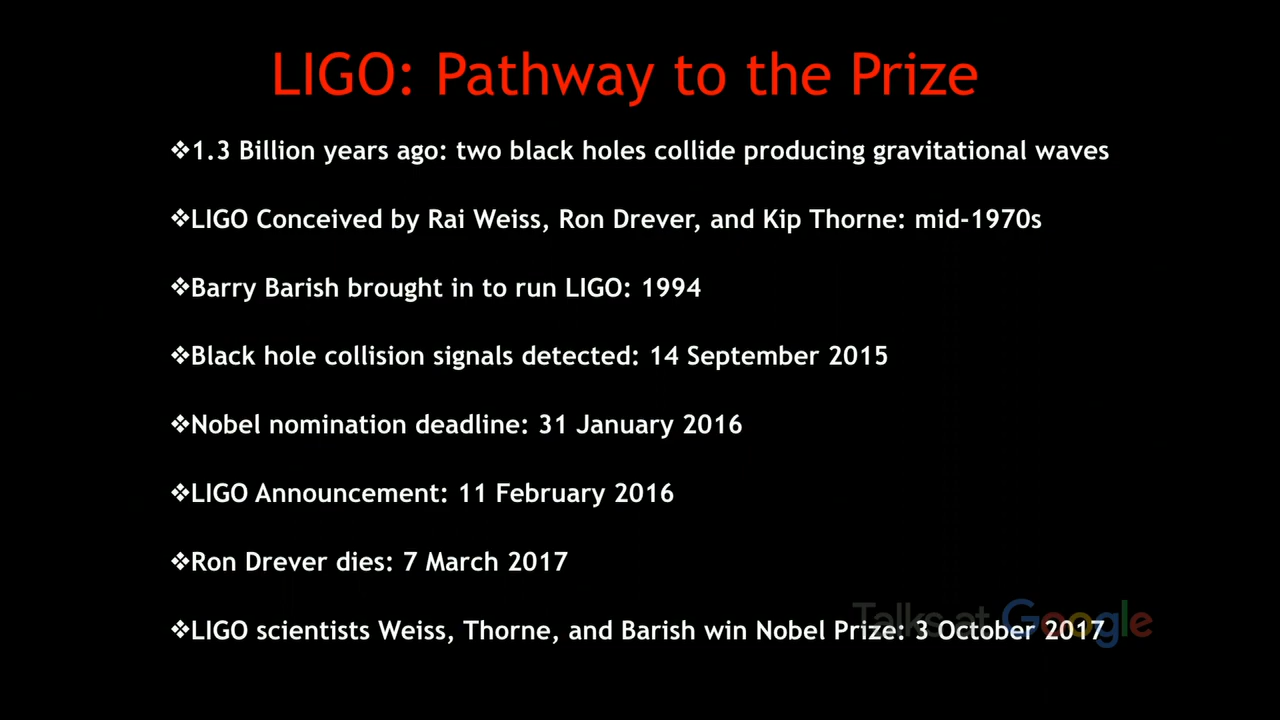 LIGO: Pathway to the Prize
❖1.3 Billion years ago: two black holes collide producing gravitational waves
❖LIGO Conceived by Rai Weiss, Ron Drever, and Kip Thorne: mid-1970s
❖Barry Barish brought in to run LIGO: 1994
❖Black hole collision signals detected: 14 September 2015
❖Nobel nomination deadline: 31 January 2016
❖LIGO Announcement: 11 February 2016
❖Ron Drever dies: 7 March 2017
❖LIGO scientists Weiss, Thorne, and Barish win Nobel Prize: 3 October 2017
Talks at Google